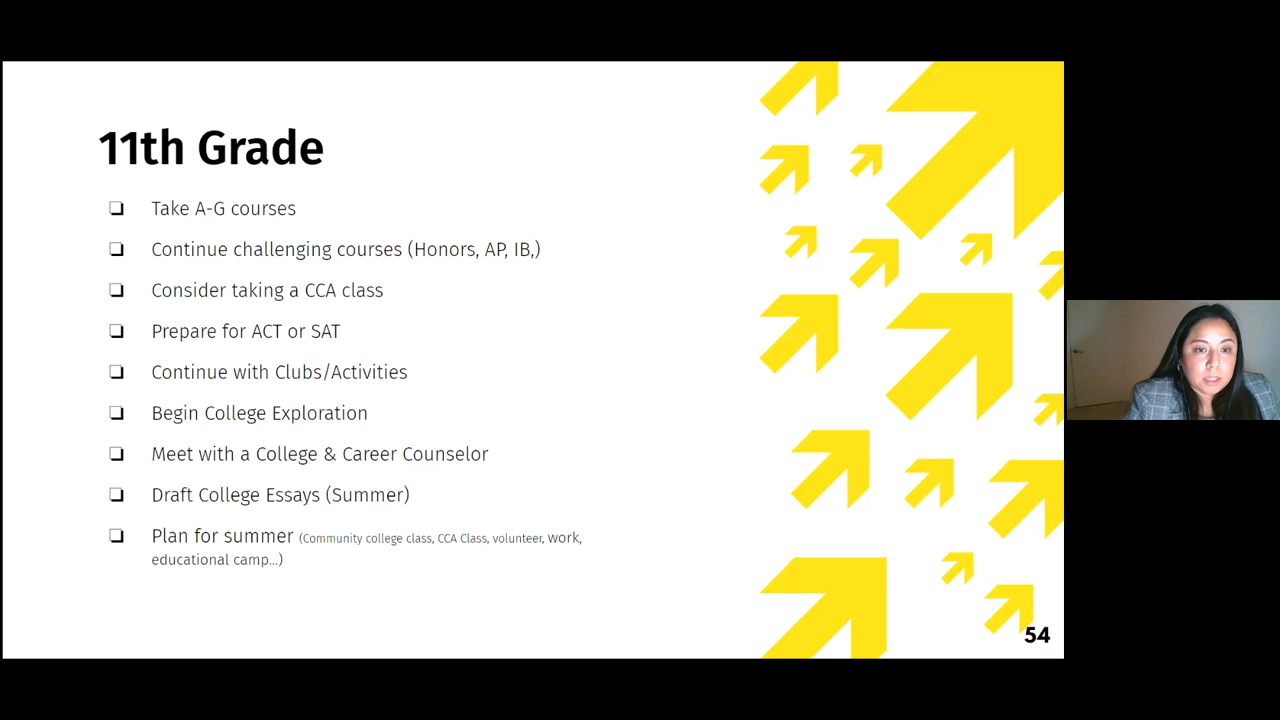 11th Grade
❏ Take A-G courses
❏ Continue challenging courses (Honors, AP, IB,)
❏ Consider taking a CCA class
❏ Prepare for ACT or SAT
❏ Continue with Clubs/Activities
❏ Begin College Exploration
❏ Meet with a College & Career Counselor
❏ Draft College Essays (Summer)
❏ Plan for summer (Community college class, CCA Class, volunteer, work,
educational camp...)
54